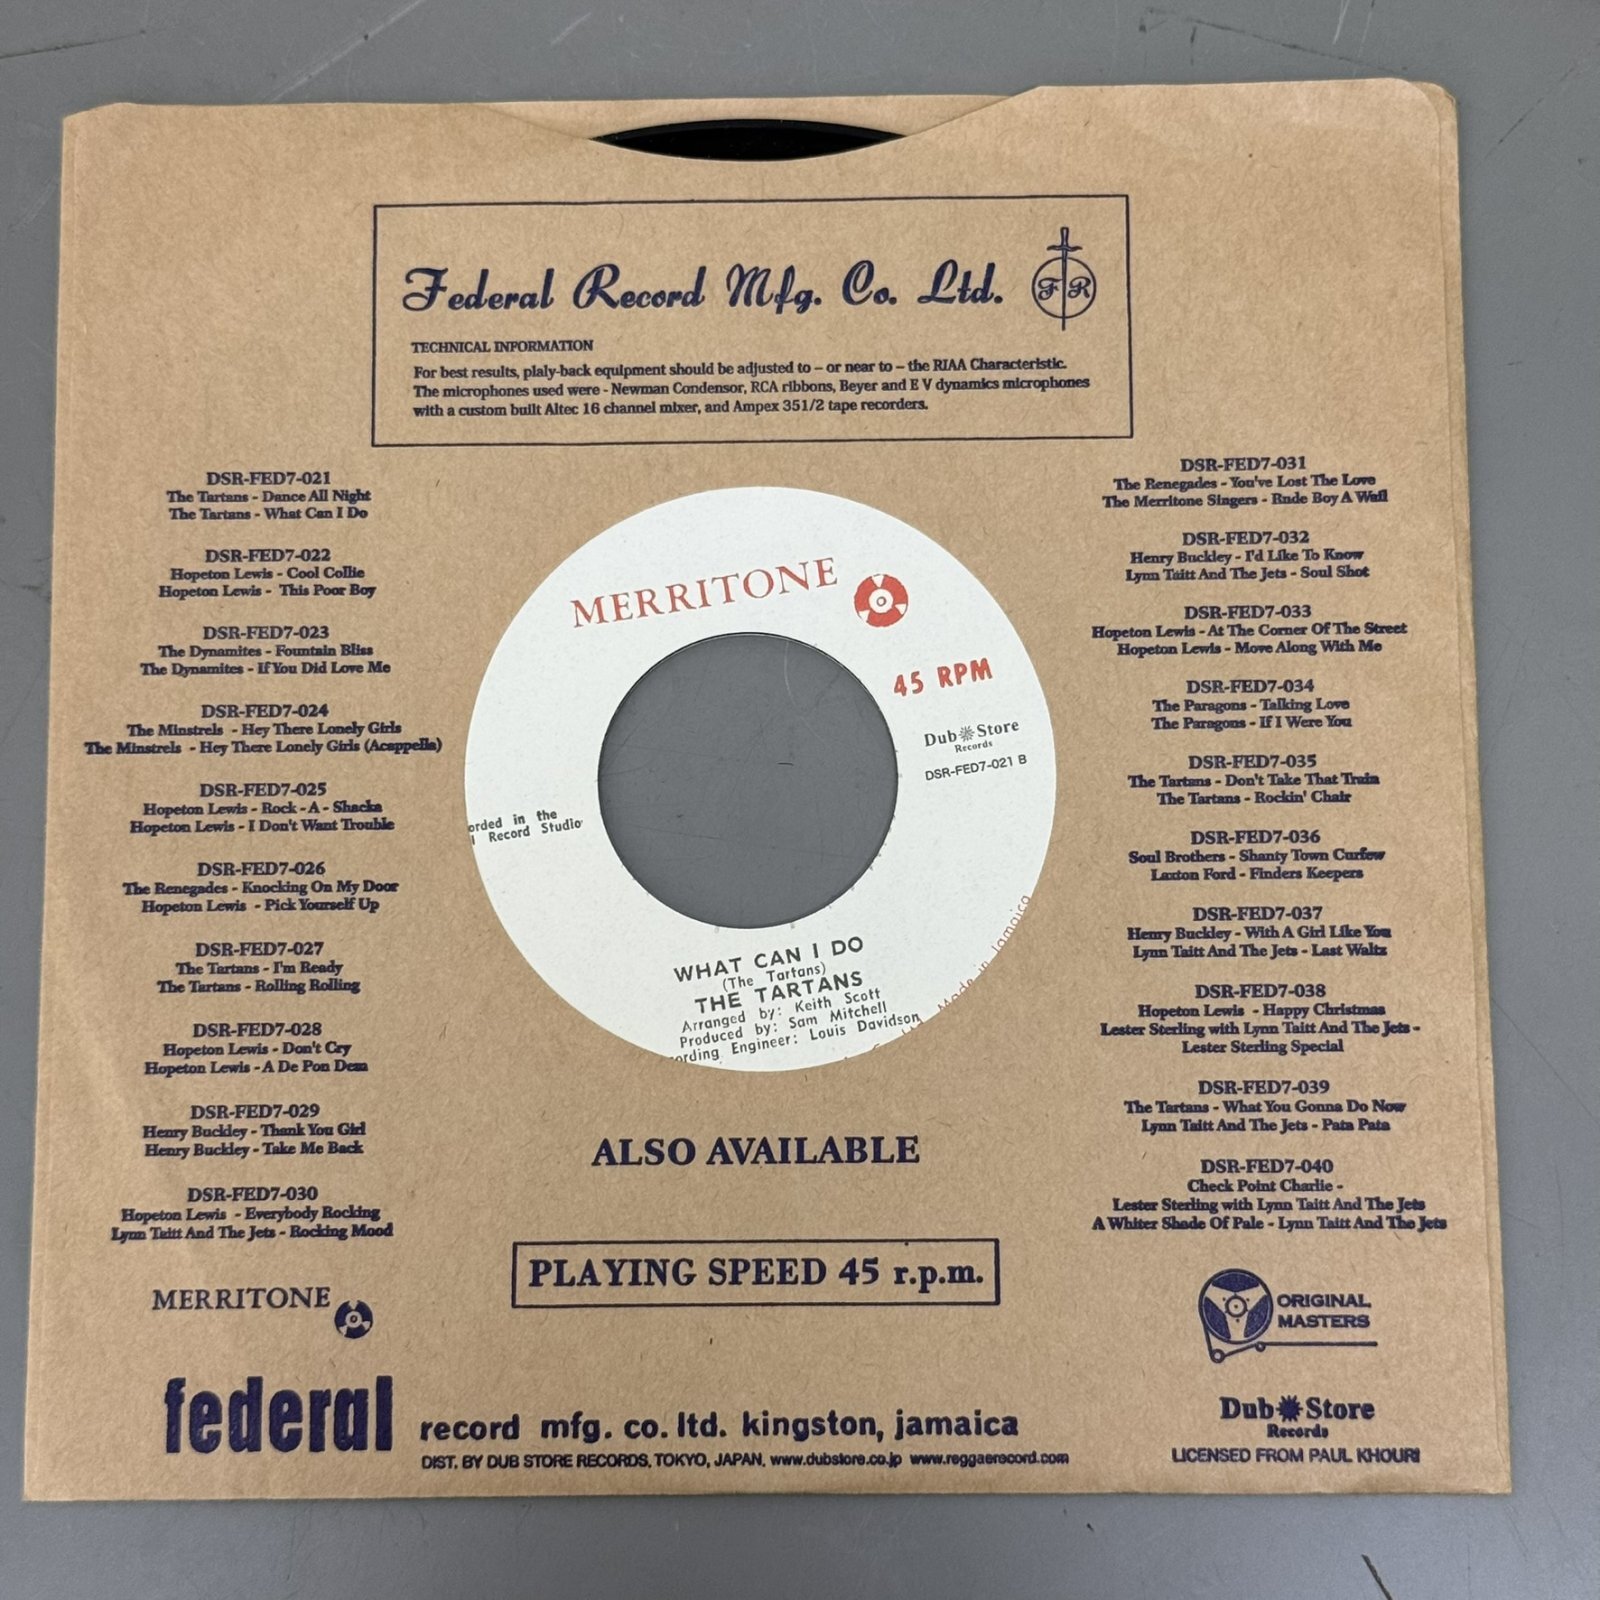 Federal Record Mfg. Co. Ltd.
F R
TECHNICAL INFORMATION
For best results, plaly-back equipment should be adjusted to – or near to – the RIAA Characteristic.
The microphones used were - Newman Condensor, RCA ribbons, Beyer and E V dynamics microphones
with a custom built Altec 16 channel mixer, and Ampex 351/2 tape recorders.
DSR-FED7-021
The Tartans - Dance All Night
The Tartans - What Can I Do
DSR-FED7-022
Hopeton Lewis - Cool Collie
Hopeton Lewis - This Poor Boy
DSR-FED7-023
The Dynamites - Fountain Bliss
The Dynamites - If You Did Love Me
DSR-FED7-024
The Minstrels - Hey There Lonely Girls
The Minstrels - Hey There Lonely Girls (Acappella)
DSR-FED7-025
Hopeton Lewis - Rock - A - Shacka
Hopeton Lewis - I Don't Want Trouble
DSR-FED7-026
The Renegades - Knocking On My Door
Hopeton Lewis - Pick Yourself Up
DSR-FED7-027
The Tartans - I'm Ready
The Tartans - Rolling Rolling
DSR-FED7-028
Hopeton Lewis - Don't Cry
Hopeton Lewis - A De Pon Dem
DSR-FED7-029
Henry Buckley - Thank You Girl
Henry Buckley - Take Me Back
DSR-FED7-030
Hopeton Lewis - Everybody Rocking
Lynn Taitt And The Jets - Rocking Mood
MERRITONE
45 RPM
Dub Store
Records
DSR-FED7-021 B
orded in the
l Record Studio
WHAT CAN I DO
(The Tartans)
THE TARTANS
Arranged by: Keith Scott
Produced by: Sam Mitchell
ording Engineer: Louis Davidson
Made in Jamaica
DSR-FED7-031
The Renegades - You've Lost The Love
The Merritone Singers - Rude Boy A Wail
DSR-FED7-032
Henry Buckley - I'd Like To Know
Lynn Taitt And The Jets - Soul Shot
DSR-FED7-033
Hopeton Lewis - At The Corner Of The Street
Hopeton Lewis - Move Along With Me
DSR-FED7-034
The Paragons - Talking Love
The Paragons - If I Were You
DSR-FED7-035
The Tartans - Don't Take That Train
The Tartans - Rockin' Chair
DSR-FED7-036
Soul Brothers - Shanty Town Curfew
Laxton Ford - Finders Keepers
DSR-FED7-037
Henry Buckley - With A Girl Like You
Lynn Taitt And The Jets - Last Waltz
DSR-FED7-038
Hopeton Lewis - Happy Christmas
Lester Sterling with Lynn Taitt And The Jets -
Lester Sterling Special
DSR-FED7-039
The Tartans - What You Gonna Do Now
Lynn Taitt And The Jets - Pata Pata
DSR-FED7-040
Check Point Charlie -
Lester Sterling with Lynn Taitt And The Jets
A Whiter Shade Of Pale - Lynn Taitt And The Jets
ALSO AVAILABLE
PLAYING SPEED 45 r.p.m.
MERRITONE
ORIGINAL
MASTERS
federal record mfg. co. ltd. kingston, jamaica
DIST. BY DUB STORE RECORDS, TOKYO, JAPAN. www.dubstore.co.jp www.reggaerecord.com
Dub Store
Records
LICENSED FROM PAUL KHOURI